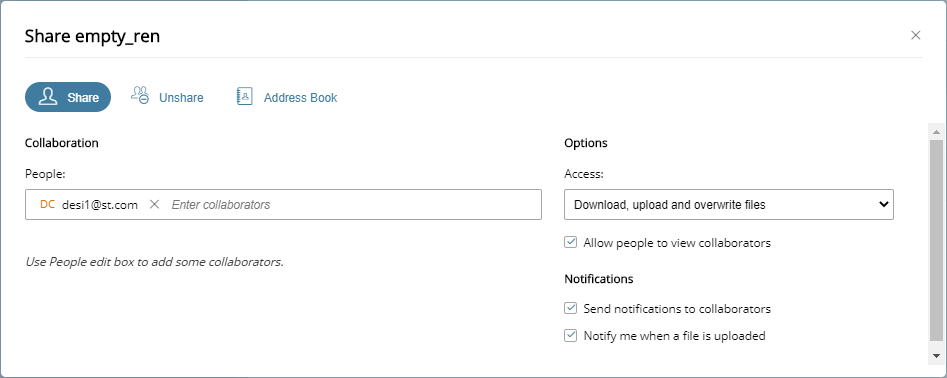 Share empty_ren
Share
Unshare
Address Book
Collaboration
People:
DC desi1@st.com Enter collaborators
Use People edit box to add some collaborators.
Options
Access:
Download, upload and overwrite files
Allow people to view collaborators
Notifications
Send notifications to collaborators
Notify me when a file is uploaded